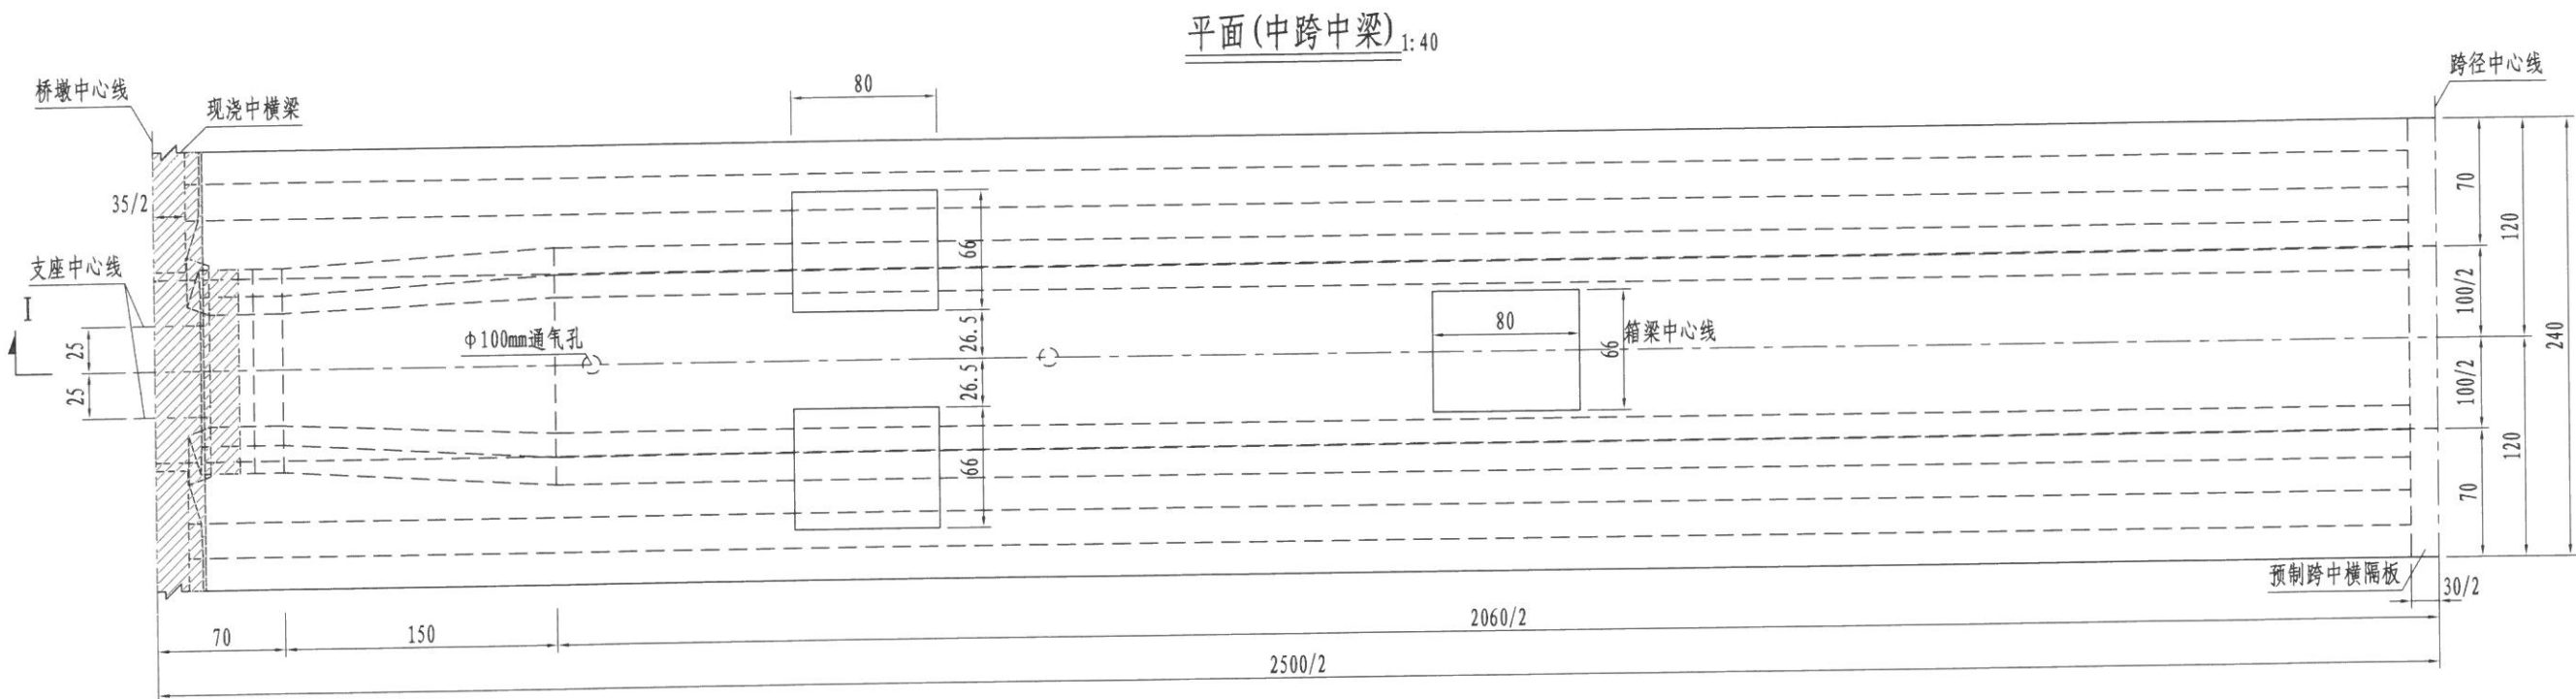 平面(中跨中梁) 1:40
桥墩中心线
现浇中横梁
80
跨径中心线
35/2
66
70
120
支座中心线
I
25
25
φ100mm通气孔
26.5
26.5
80
66
箱梁中心线
100/2
100/2
240
66
120
70
预制跨中横隔板
30/2
70
150
2060/2
2500/2